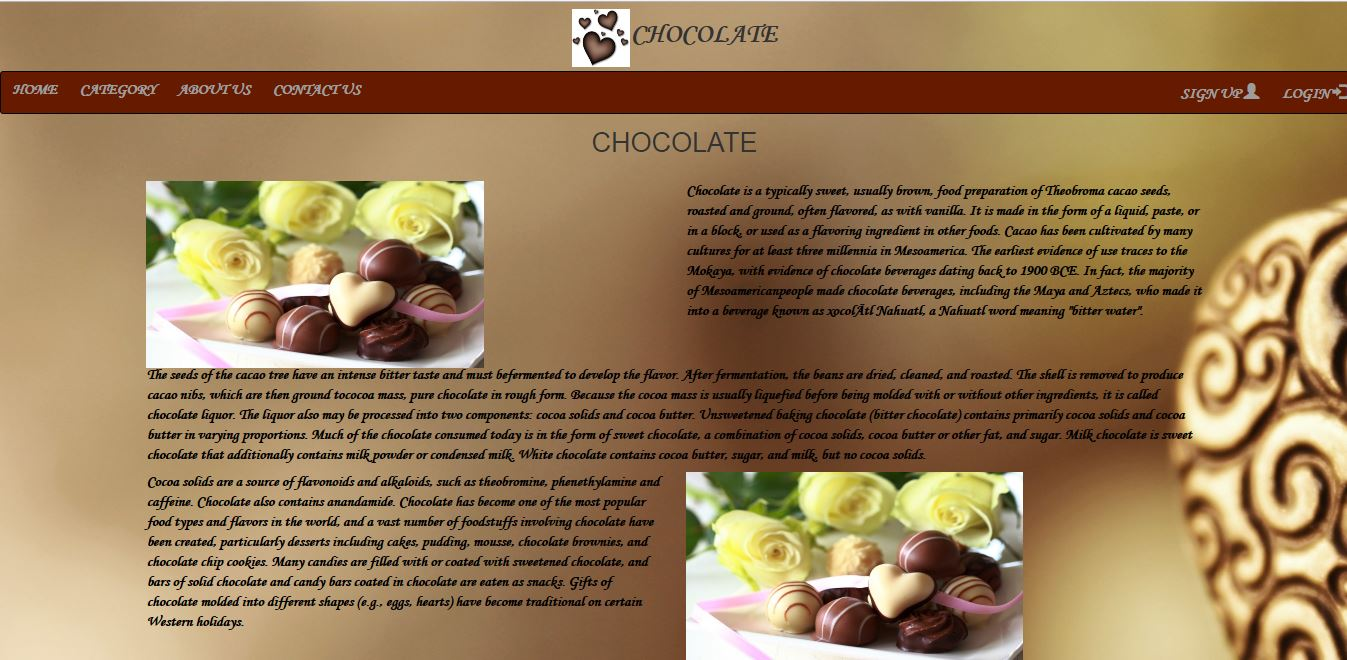 CHOCOLATE
HOME CATEGORY ABOUT US CONTACT US SIGN UP LOGIN
CHOCOLATE
Chocolate is a typically sweet, usually brown, food preparation of Theobroma cacao seeds,
roasted and ground, often flavored, as with vanilla. It is made in the form of a liquid, paste, or
in a block, or used as a flavoring ingredient in other foods. Cacao has been cultivated by many
cultures for at least three millennia in Mesoamerica. The earliest evidence of use traces to the
Mokaya, with evidence of chocolate beverages dating back to 1900 BCE. In fact, the majority
of Mesoamericanpeople made chocolate beverages, including the Maya and Aztecs, who made it
into a beverage known as xocolÄtl Nahuatl, a Nahuatl word meaning "bitter water".
The seeds of the cacao tree have an intense bitter taste and must befermented to develop the flavor. After fermentation, the beans are dried, cleaned, and roasted. The shell is removed to produce
cacao nibs, which are then ground tococoa mass, pure chocolate in rough form. Because the cocoa mass is usually liquefied before being molded with or without other ingredients, it is called
chocolate liquor. The liquor also may be processed into two components: cocoa solids and cocoa butter. Unsweetened baking chocolate (bitter chocolate) contains primarily cocoa solids and cocoa
butter in varying proportions. Much of the chocolate consumed today is in the form of sweet chocolate, a combination of cocoa solids, cocoa butter or other fat, and sugar. Milk chocolate is sweet
chocolate that additionally contains milk powder or condensed milk. White chocolate contains cocoa butter, sugar, and milk, but no cocoa solids.
Cocoa solids are a source of flavonoids and alkaloids, such as theobromine, phenethylamine and
caffeine. Chocolate also contains anandamide. Chocolate has become one of the most popular
food types and flavors in the world, and a vast number of foodstuffs involving chocolate have
been created, particularly desserts including cakes, pudding, mousse, chocolate brownies, and
chocolate chip cookies. Many candies are filled with or coated with sweetened chocolate, and
bars of solid chocolate and candy bars coated in chocolate are eaten as snacks. Gifts of
chocolate molded into different shapes (e.g., eggs, hearts) have become traditional on certain
Western holidays.